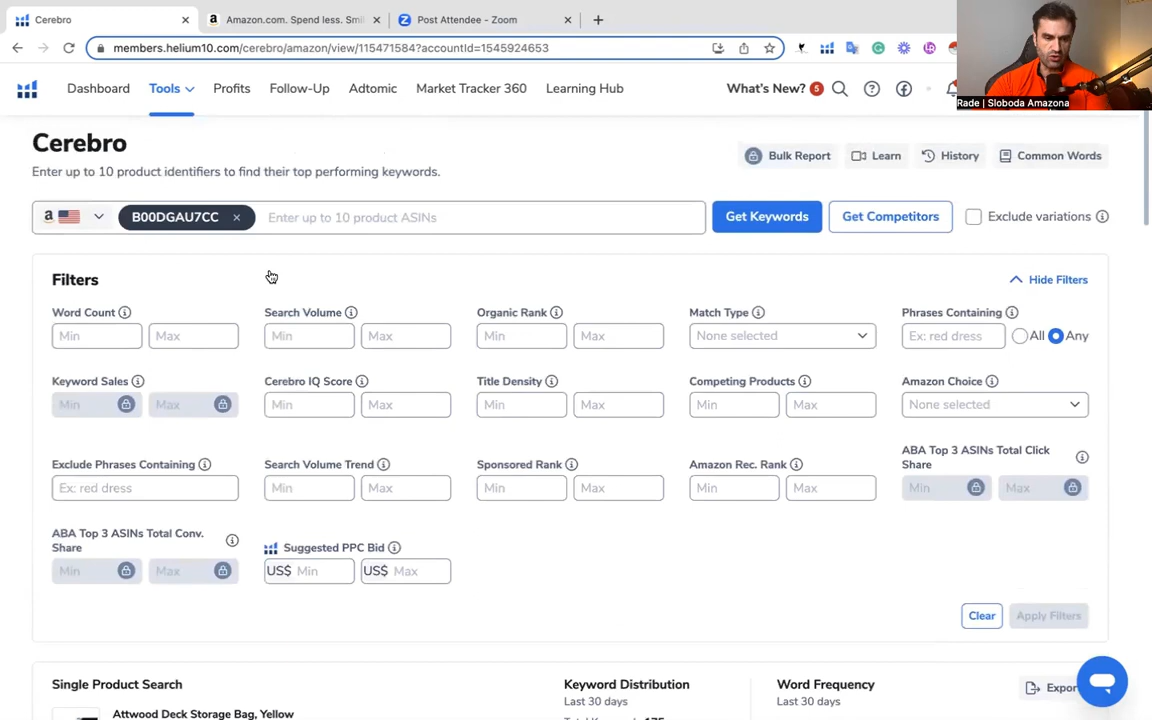 Cerebro
Amazon.com. Spend less. Smi
Post Attendee - Zoom
members.helium10.com/cerebro/amazon/view/115471584?accountId=1545924653
Dashboard
Tools
Profits
Follow-Up
Adtomic
Market Tracker 360
Learning Hub
What's New? 5
Rade | Sloboda Amazona
Cerebro
Enter up to 10 product identifiers to find their top performing keywords.
Bulk Report
Learn
History
Common Words
B00DGAU7CC
Enter up to 10 product ASINs
Get Keywords
Get Competitors
Exclude variations
Filters
Hide Filters
Word Count
Search Volume
Organic Rank
Match Type
Phrases Containing
Min Max
Min Max
Min Max
None selected
Ex: red dress
All Any
Keyword Sales
Cerebro IQ Score
Title Density
Competing Products
Amazon Choice
Min Max
Min Max
Min Max
Min Max
None selected
Exclude Phrases Containing
Search Volume Trend
Sponsored Rank
Amazon Rec. Rank
ABA Top 3 ASINs Total Click
Share
Ex: red dress
Min Max
Min Max
Min Max
Min Max
ABA Top 3 ASINs Total Conv.
Share
Suggested PPC Bid
Min Max
US$ Min US$ Max
Clear
Apply Filters
Single Product Search
Keyword Distribution
Word Frequency
Expor
Last 30 days
Last 30 days
Attwood Deck Storage Bag, Yellow